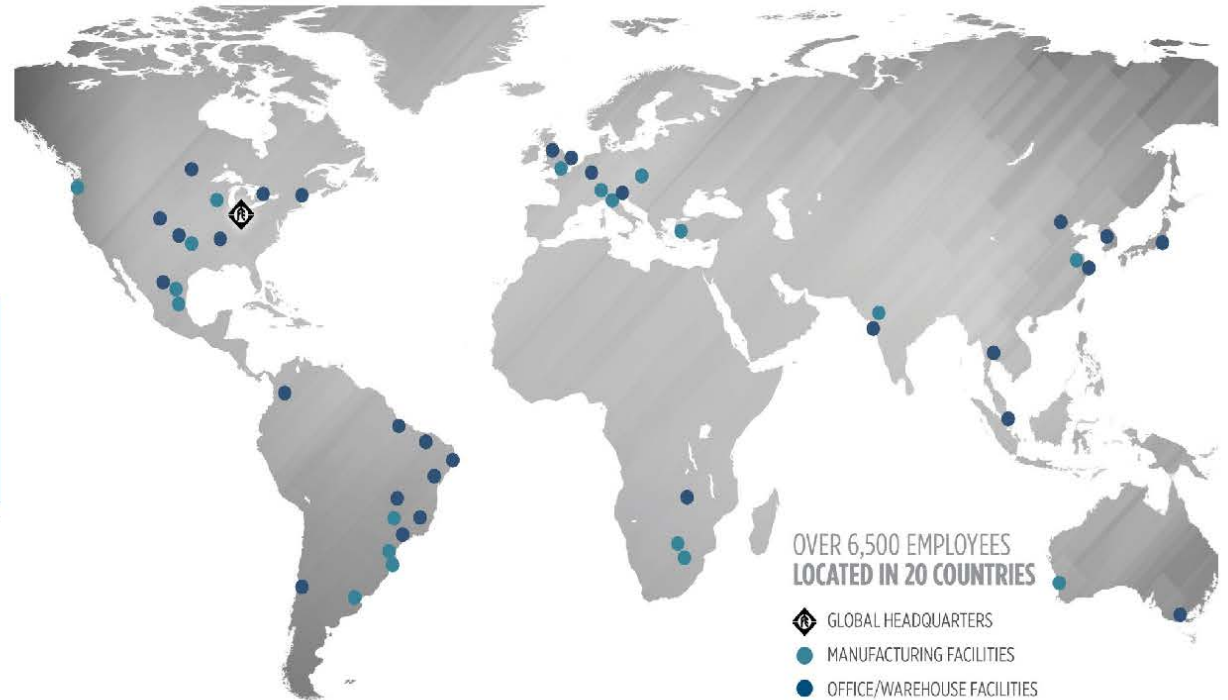 OVER 6,500 EMPLOYEES
LOCATED IN 20 COUNTRIES
GLOBAL HEADQUARTERS
MANUFACTURING FACILITIES
OFFICE/WAREHOUSE FACILITIES